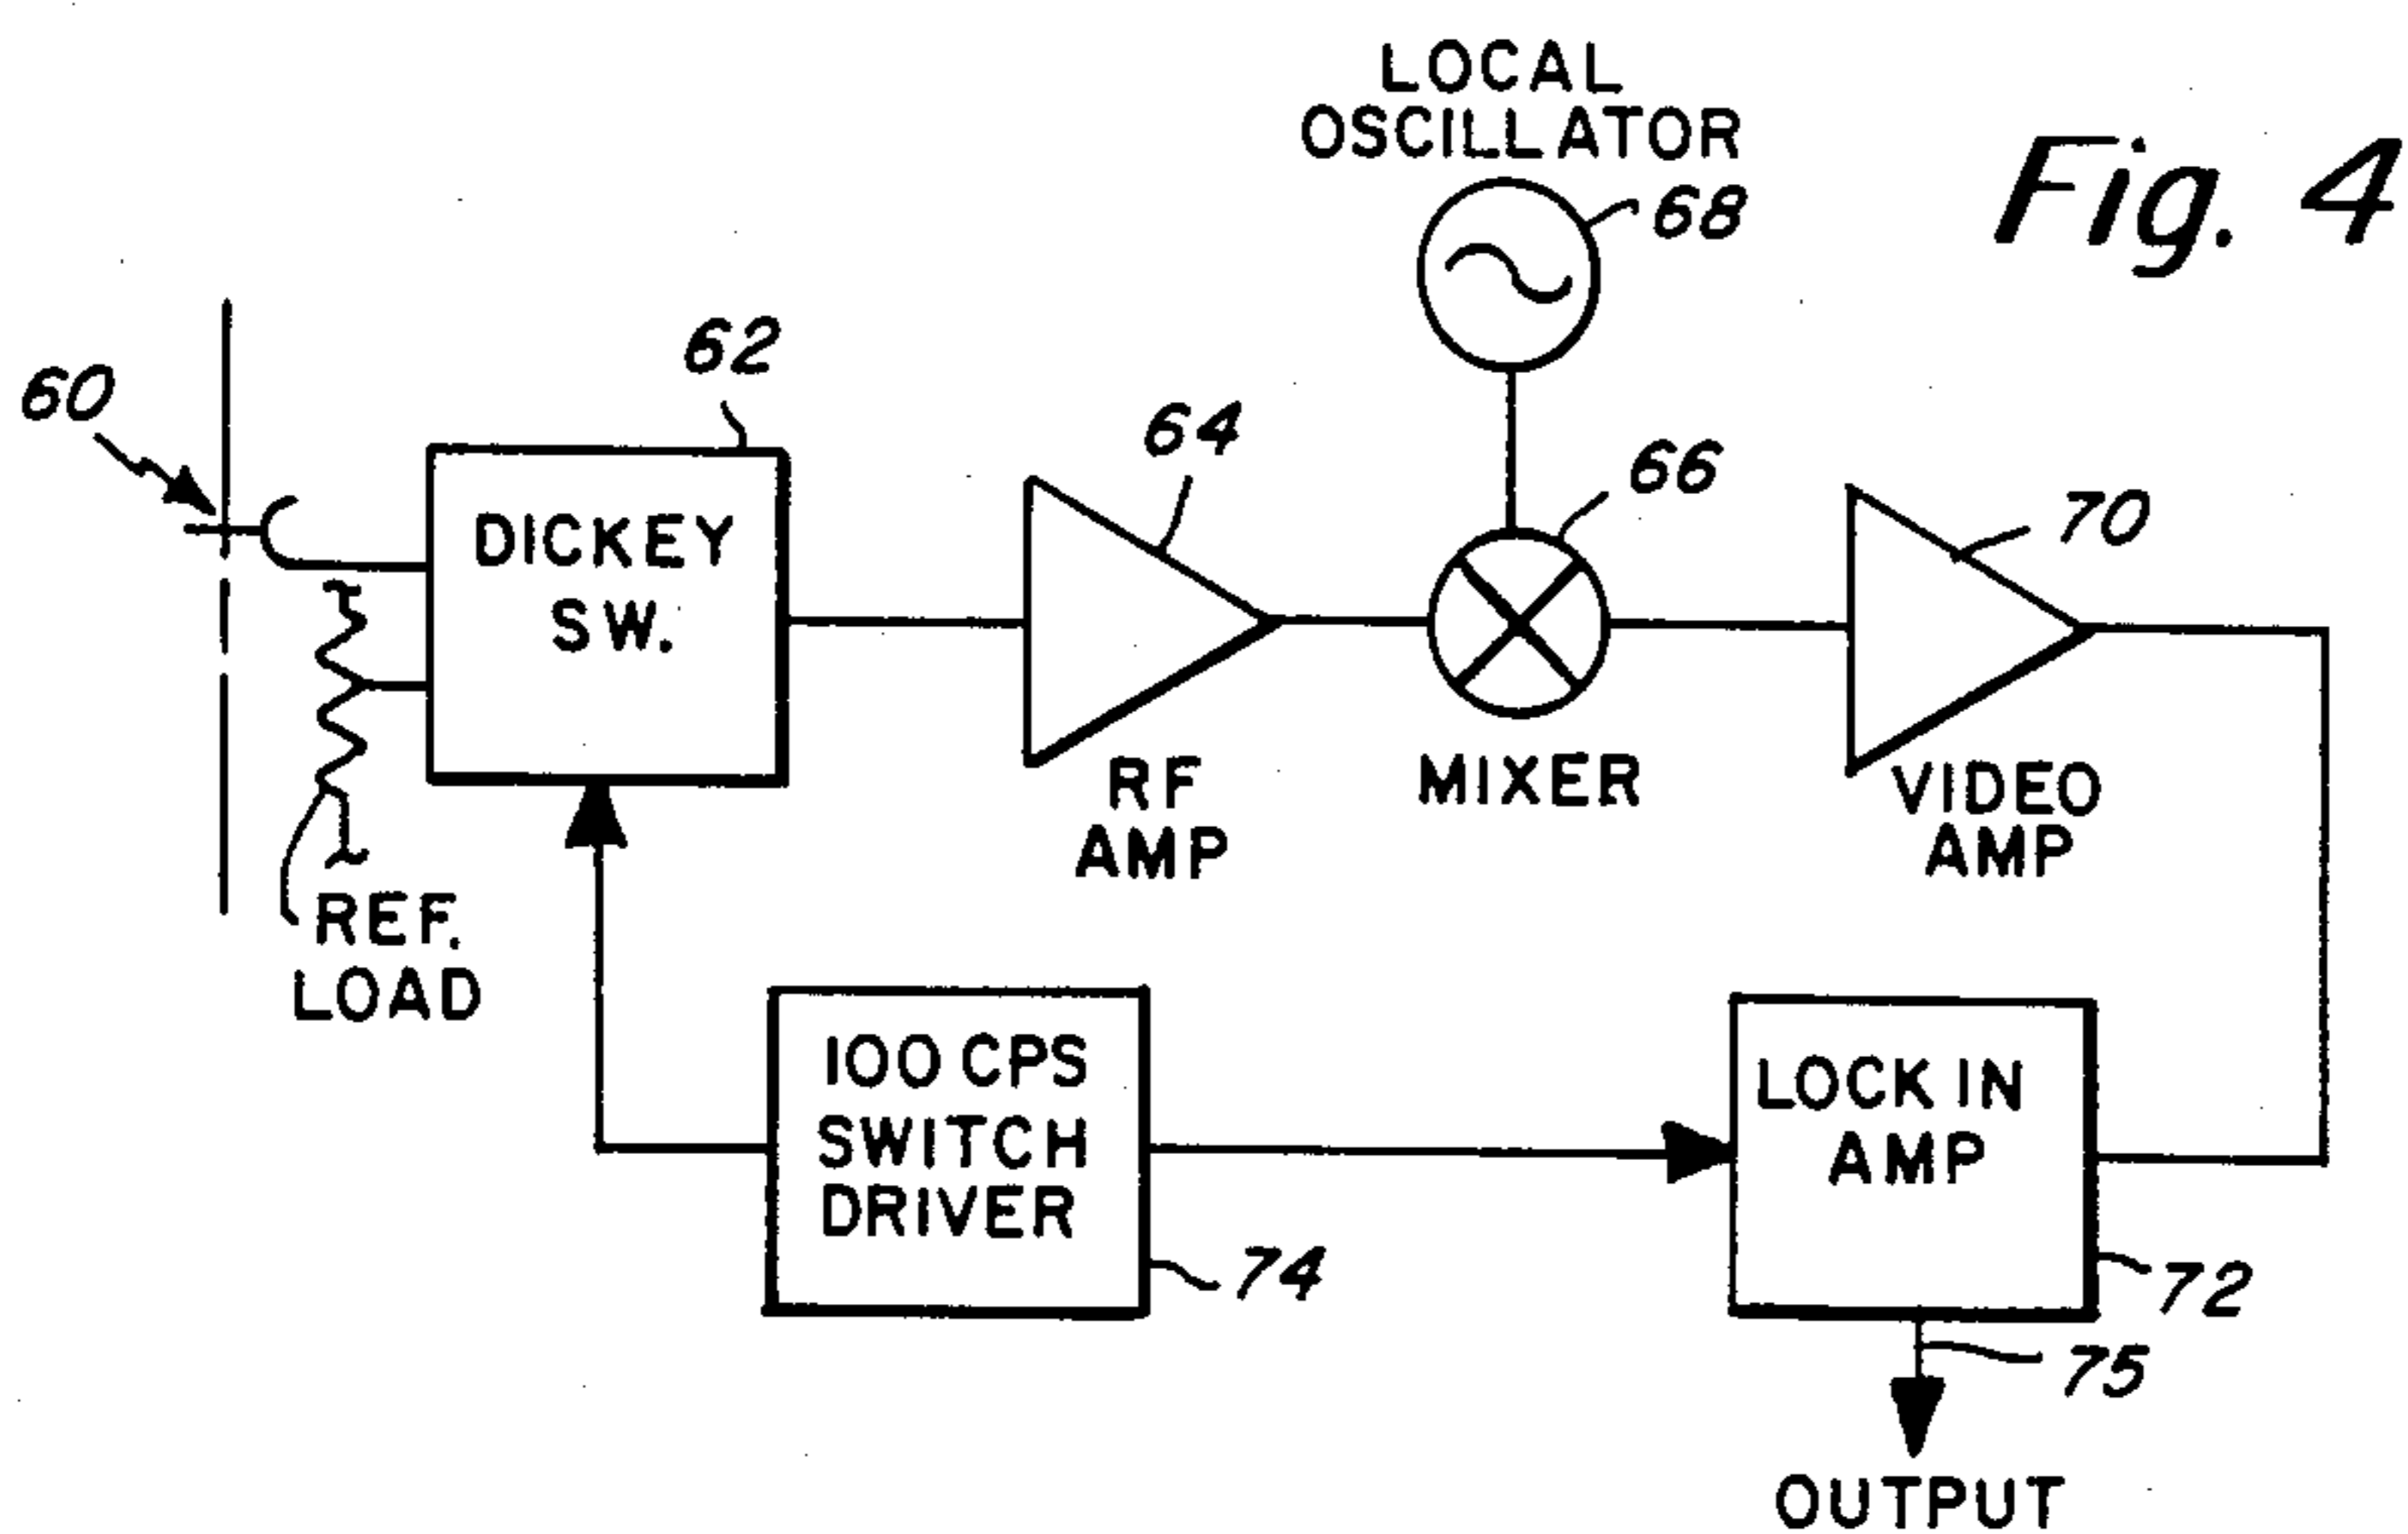 LOCAL
OSCILLATOR
68
Fig. 4
60
62
64
66
70
DICKEY
SW.
RF
AMP
MIXER
VIDEO
AMP
REF.
LOAD
100 CPS
SWITCH
DRIVER
74
LOCK IN
AMP
72
75
OUTPUT